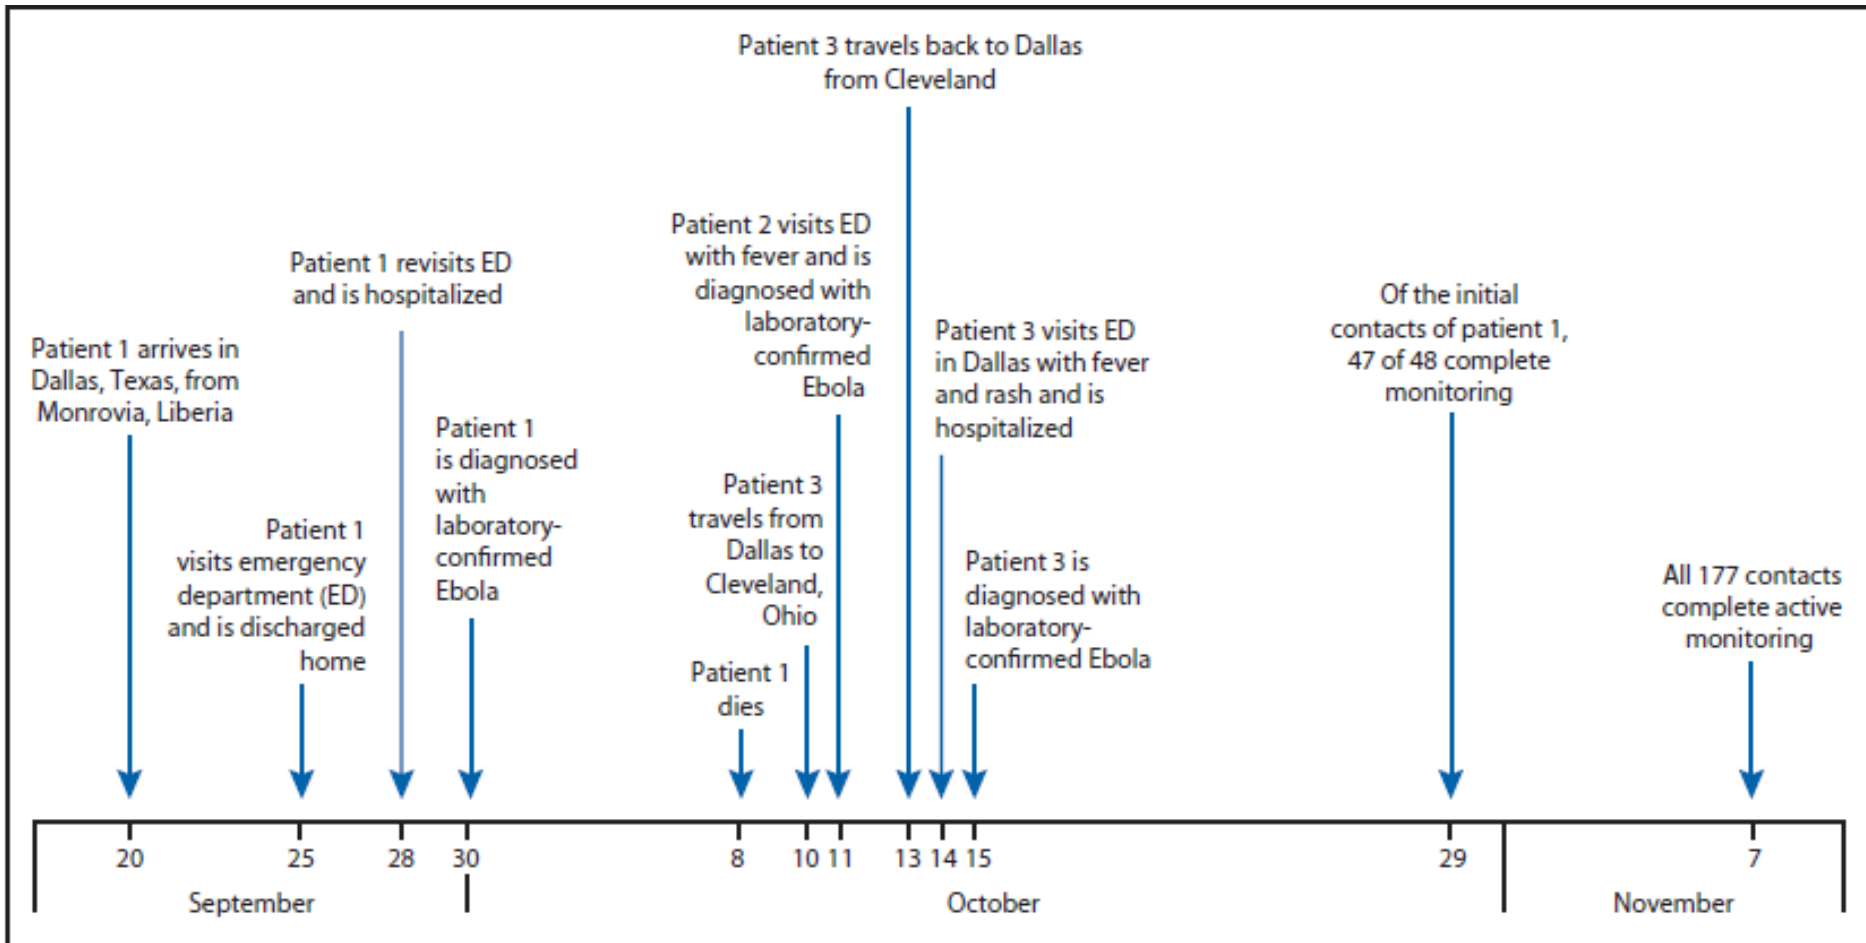 Patient 1 arrives in
Dallas, Texas, from
Monrovia, Liberia
Patient 1
visits emergency
department (ED)
and is discharged
home
Patient 1 revisits ED
and is hospitalized
Patient 1
is diagnosed
with
laboratory-
confirmed
Ebola
Patient 1
dies
Patient 3
travels from
Dallas to
Cleveland,
Ohio
Patient 2 visits ED
with fever and is
diagnosed with
laboratory-
confirmed
Ebola
Patient 3 travels back to Dallas
from Cleveland
Patient 3 visits ED
in Dallas with fever
and rash and is
hospitalized
Patient 3 is
diagnosed with
laboratory-
confirmed Ebola
Of the initial
contacts of patient 1,
47 of 48 complete
monitoring
All 177 contacts
complete active
monitoring
20 25 28 30 8 10 11 13 14 15 29 7
September October November